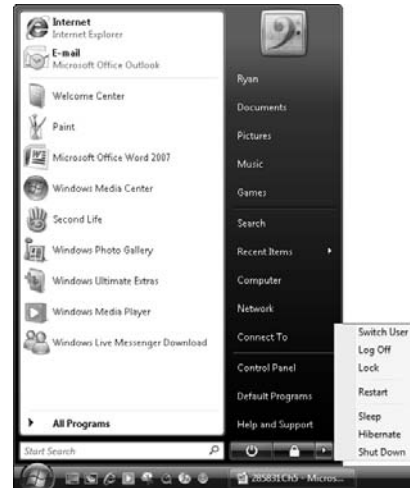 Internet
Internet Explorer
E-mail
Microsoft Office Outlook
Welcome Center
Paint
Microsoft Office Word 2007
Windows Media Center
Second Life
Windows Photo Gallery
Windows Ultimate Extras
Windows Media Player
Windows Live Messenger Download
All Programs
Start Search
Ryan
Documents
Pictures
Music
Games
Search
Recent Items
Computer
Network
Connect To
Control Panel
Default Programs
Help and Support
Switch User
Log Off
Lock
Restart
Sleep
Hibernate
Shut Down
285831 Ch5 - Micros...